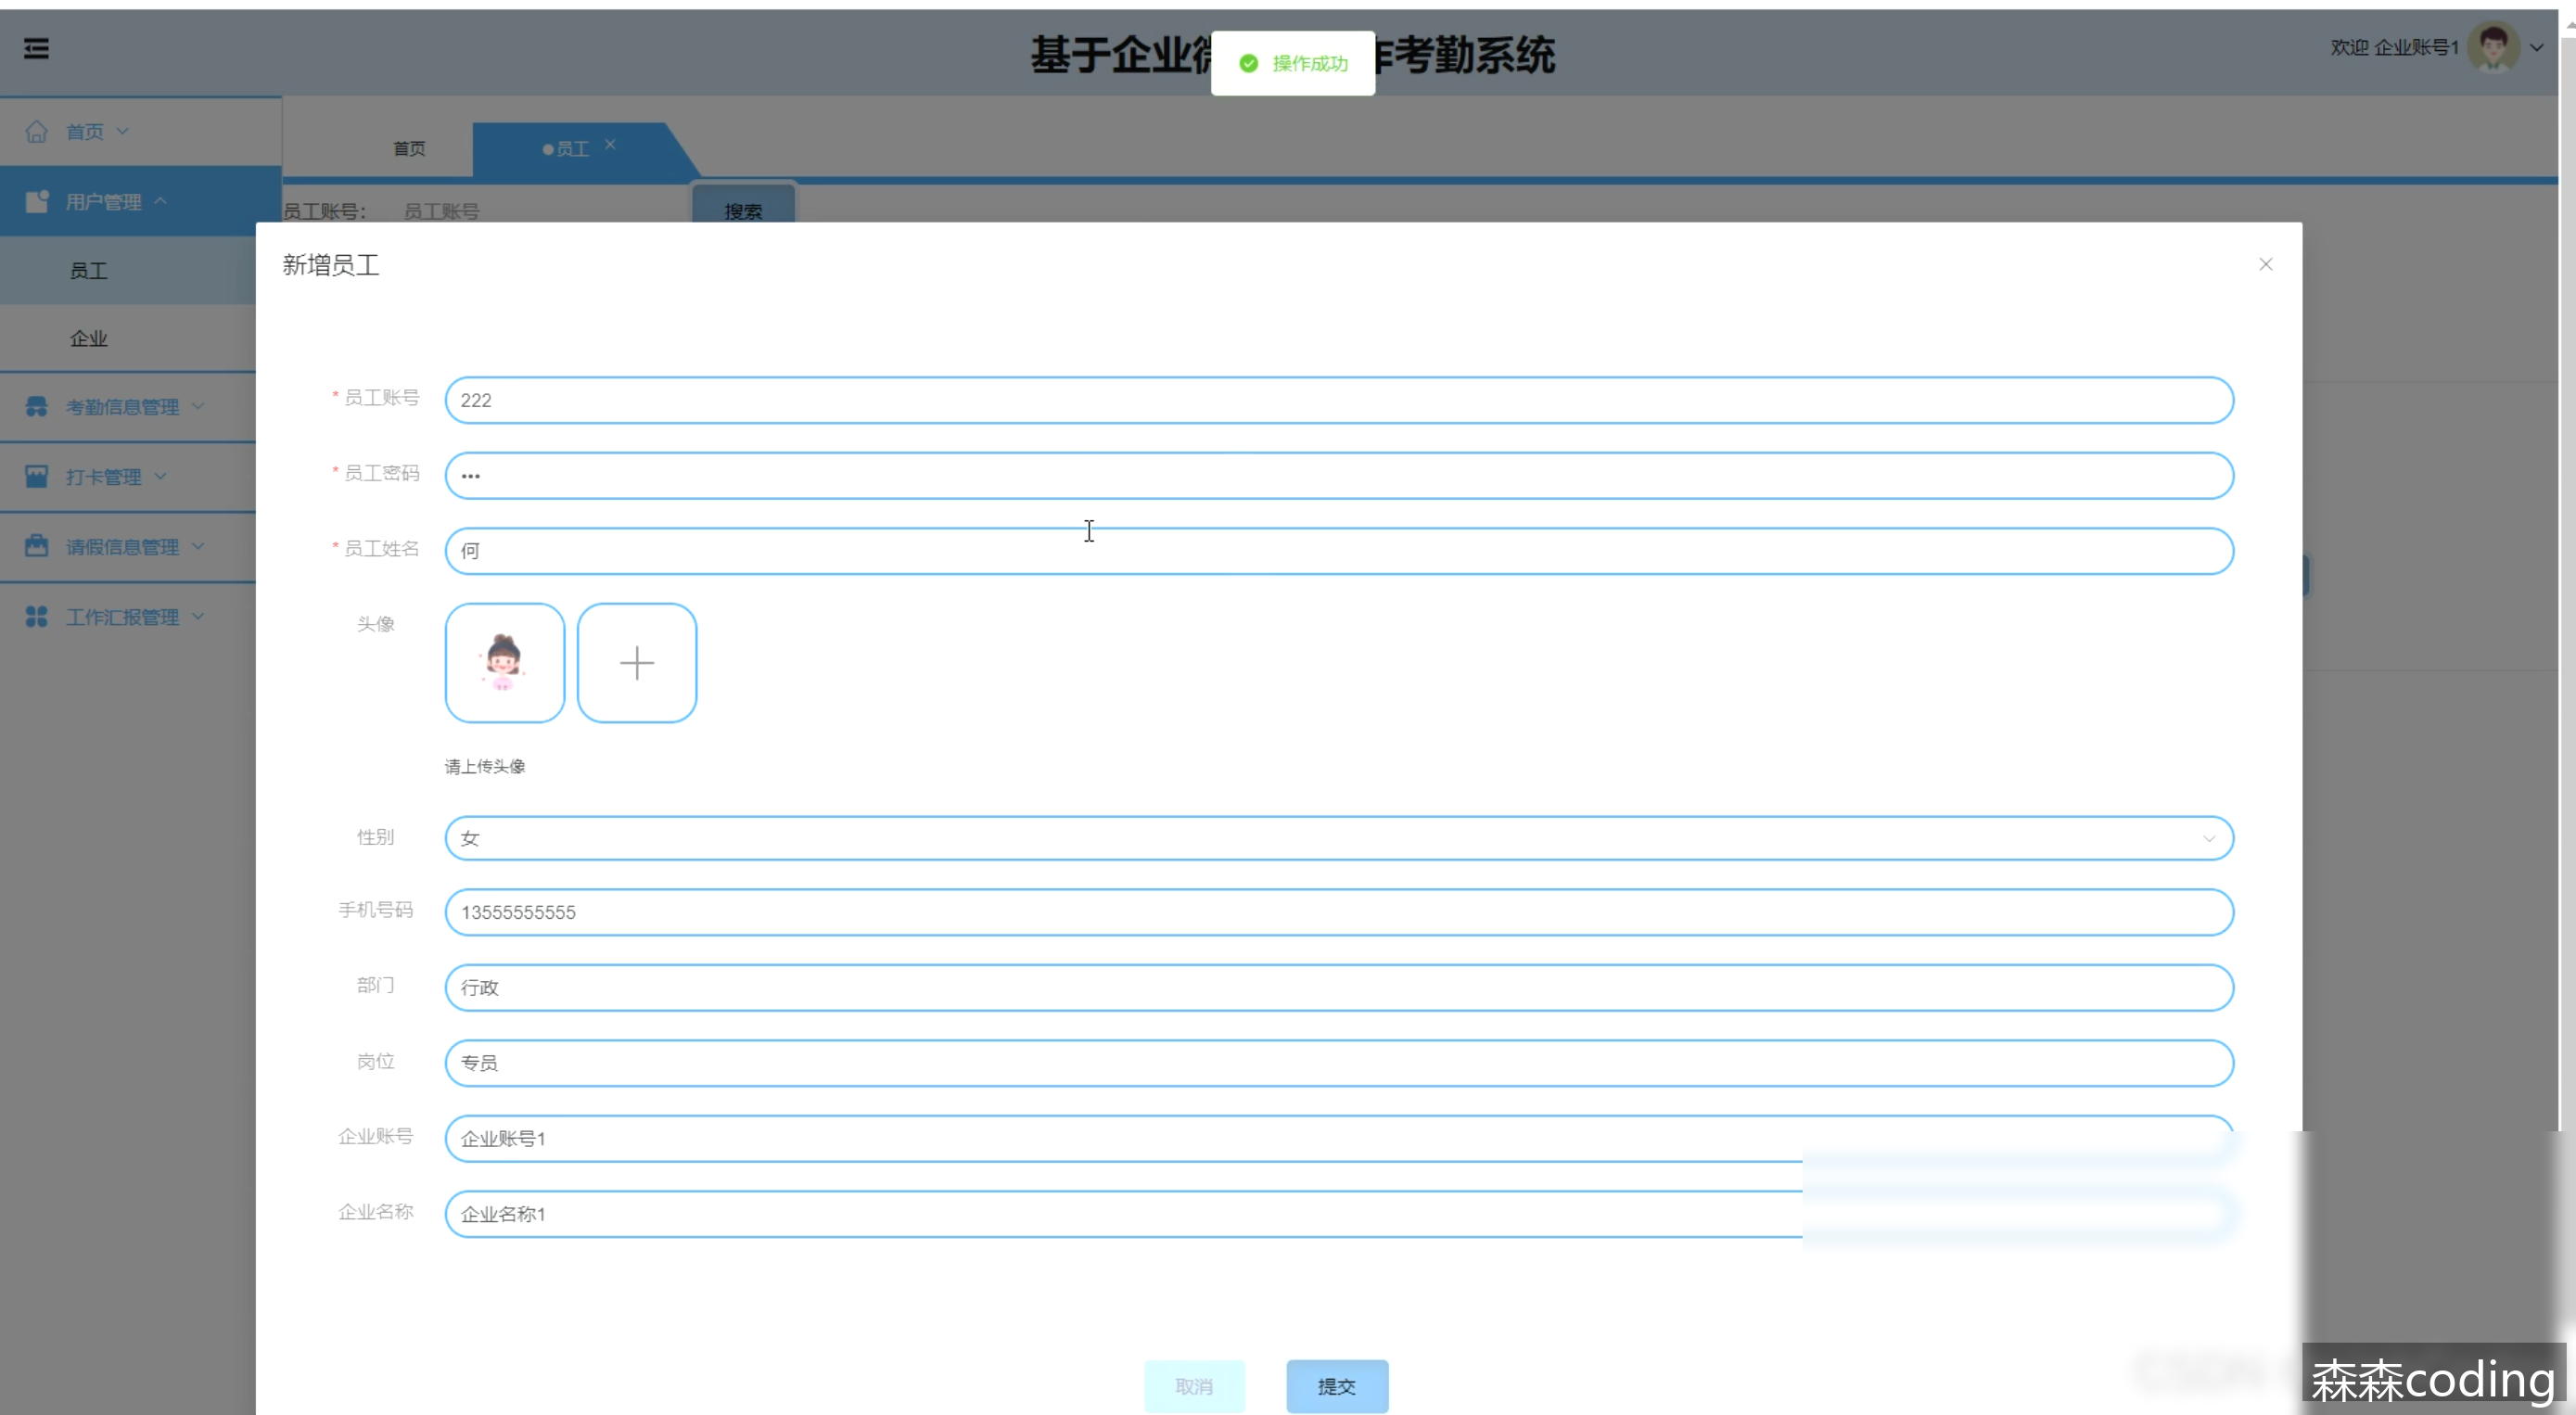 基于企业微
作考勤系统
操作成功
欢迎 企业账号1
首页
用户管理
员工
企业
考勤信息管理
打卡管理
请假信息管理
工作汇报管理
首页
员工
员工账号：
员工账号
搜索
新增员工
* 员工账号
222
* 员工密码
•••
* 员工姓名
何
头像
请上传头像
性别
女
手机号码
13555555555
部门
行政
岗位
专员
企业账号
企业账号1
企业名称
企业名称1
取消
提交
森森coding